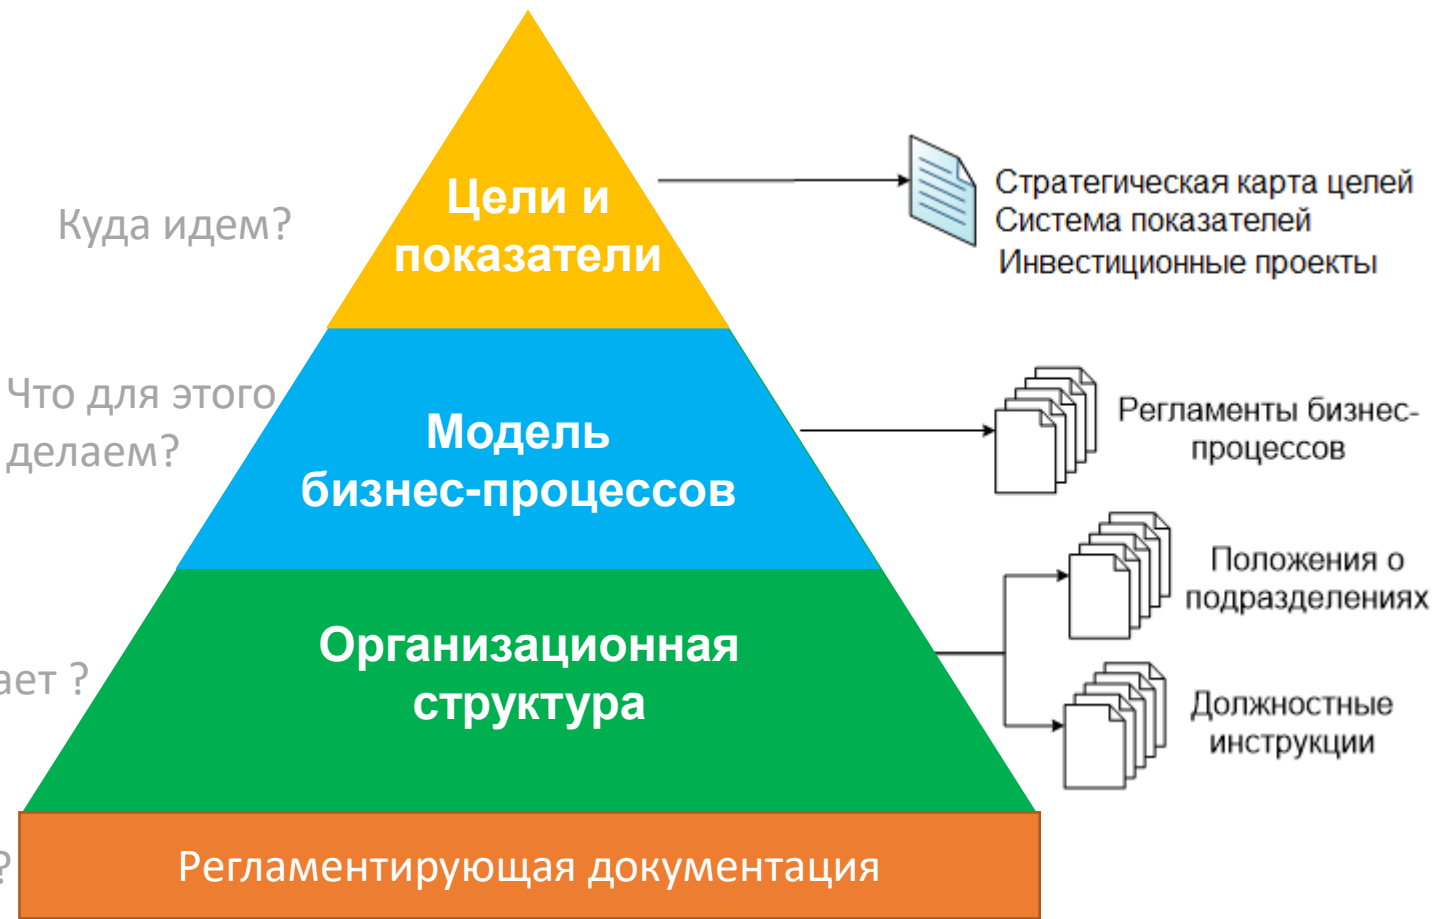 Цели и
показатели
Куда идем?
Стратегическая карта целей
Система показателей
Инвестиционные проекты
Что для этого
делаем?
Модель
бизнес-процессов
Регламенты бизнес-
процессов
Организационная
структура
?
Положения о
подразделениях
Должностные
инструкции
?
Регламентирующая документация